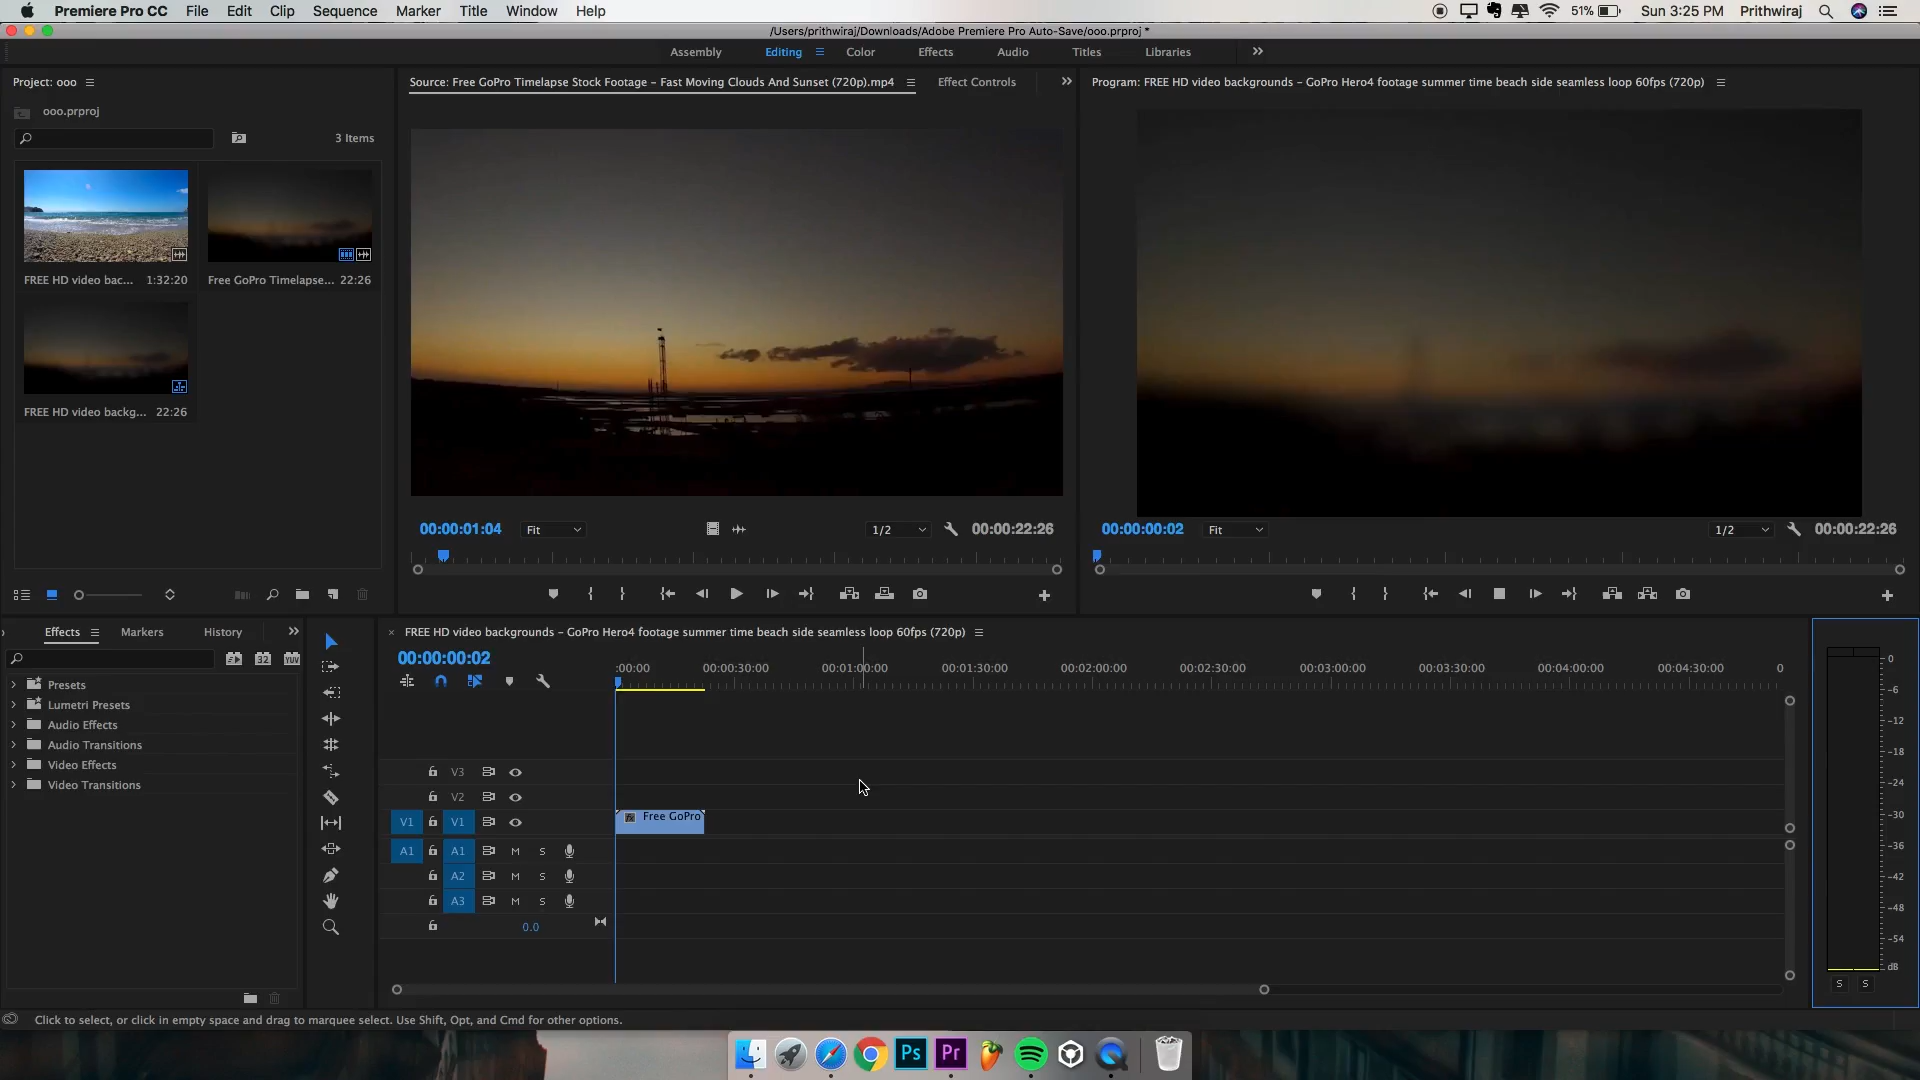 Premiere Pro CC File Edit Clip Sequence Marker Title Window Help 51% Sun 3:25 PM Prithwiraj
/Users/prithwiraj/Downloads/Adobe Premiere Pro Auto-Save/ooo.prproj *
Assembly Editing Color Effects Audio Titles Libraries
Project: ooo
ooo.prproj
3 Items
FREE HD video bac... 1:32:20
Free GoPro Timelapse... 22:26
FREE HD video backg... 22:26
Source: Free GoPro Timelapse Stock Footage – Fast Moving Clouds And Sunset (720p).mp4
Effect Controls
00:00:01:04 Fit 1/2 00:00:22:26
Program: FREE HD video backgrounds – GoPro Hero4 footage summer time beach side seamless loop 60fps (720p)
00:00:00:02 Fit 1/2 00:00:22:26
Effects Markers History
32 YUV
Presets
Lumetri Presets
Audio Effects
Audio Transitions
Video Effects
Video Transitions
× FREE HD video backgrounds – GoPro Hero4 footage summer time beach side seamless loop 60fps (720p)
00:00:00:02
:00:00 00:00:30:00 00:01:00:00 00:01:30:00 00:02:00:00 00:02:30:00 00:03:00:00 00:03:30:00 00:04:00:00 00:04:30:00 0
V3
V2
V1 V1
Free GoPro
A1 A1 M S
A2 M S
A3 M S
0.0
0
-6
-12
-18
-24
-30
-36
-42
-48
-54
dB
S S
Click to select, or click in empty space and drag to marquee select. Use Shift, Opt, and Cmd for other options.
Ps Pr